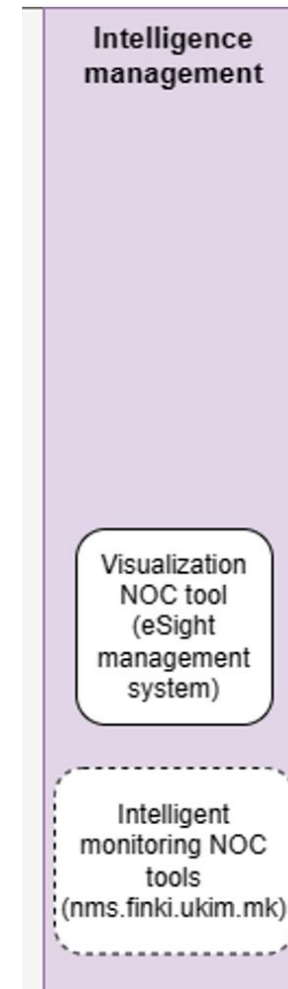 Intelligence
management
Visualization
NOC tool
(eSight
management
system)
Intelligent
monitoring NOC
tools
(nms.finki.ukim.mk)